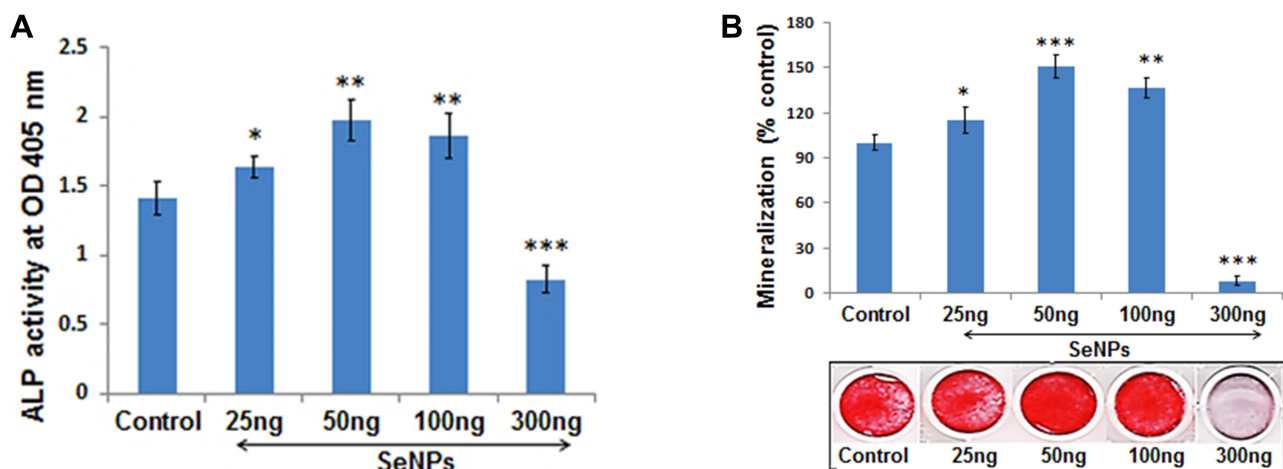 A
ALP activity at OD 405 nm
2.5
2
1.5
1
0.5
0
*
**
**
***
Control 25ng 50ng 100ng 300ng
SeNPs
B
Mineralization (% control)
180
150
120
90
60
30
0
*
***
**
***
Control 25ng 50ng 100ng 300ng
SeNPs
Control 25ng 50ng 100ng 300ng